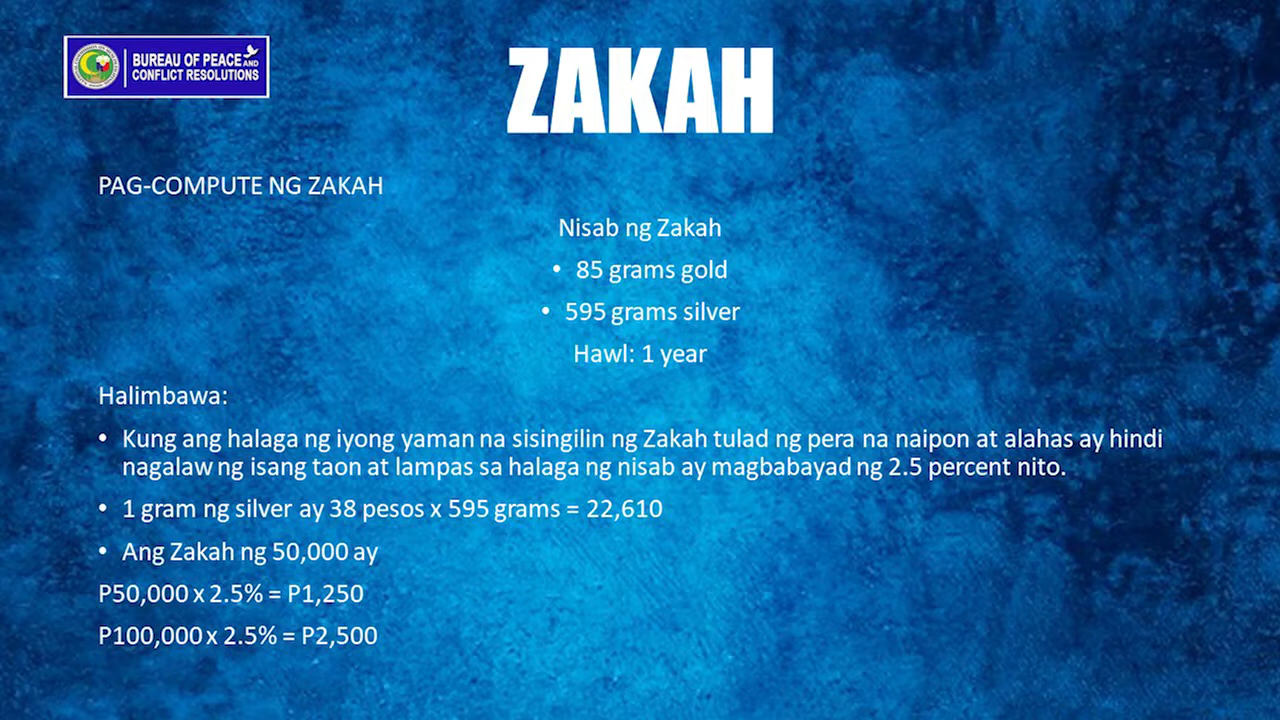 BUREAU OF PEACE AND
CONFLICT RESOLUTIONS
ZAKAH
PAG-COMPUTE NG ZAKAH
Nisab ng Zakah
• 85 grams gold
• 595 grams silver
Hawl: 1 year
Halimbawa:
• Kung ang halaga ng iyong yaman na sisingilin ng Zakah tulad ng pera na naipon at alahas ay hindi
nagalaw ng isang taon at lampas sa halaga ng nisab ay magbabayad ng 2.5 percent nito.
• 1 gram ng silver ay 38 pesos x 595 grams = 22,610
• Ang Zakah ng 50,000 ay
P50,000 x 2.5% = P1,250
P100,000 x 2.5% = P2,500